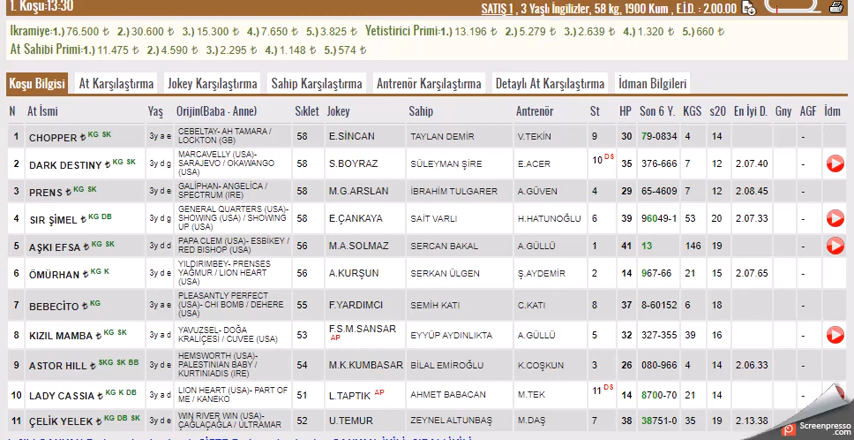 1. Koşu:13-30 SATIŞ 1 , 3 Yaşlı İngilizler, 58 kg, 1900 Kum , E.İ.D. : 2.00.00
Ikramiye:1.) 76.500 ₺ 2.) 30.600 ₺ 3.) 15.300 ₺ 4.) 7.650 ₺ 5.) 3.825 ₺ Yetistirici Primi:1.) 13.196 ₺ 2.) 5.279 ₺ 3.) 2.639 ₺ 4.) 1.320 ₺ 5.) 660 ₺
At Sahibi Primi:1.) 11.475 ₺ 2.) 4.590 ₺ 3.) 2.295 ₺ 4.) 1.148 ₺ 5.) 574 ₺
Koşu Bilgisi At Karşılaştırma Jokey Karşılaştırma Sahip Karşılaştırma Antrenör Karşılaştırma Detaylı At Karşılaştırma İdman Bilgileri
N At İsmi Yaş Orijin(Baba - Anne) Sıklet Jokey Sahip Antrenör St HP Son 6 Y. KGS s20 En İyi D. Gny AGF İdm
1 CHOPPER ₺ KG SK 3y a e CEBELTAY- AH TAMARA / LOCKTON (GB) 58 E.SİNCAN TAYLAN DEMİR V.TEKİN 9 30 79-0834 4 14 -
2 DARK DESTINY ₺ KG SK 3y d g MARCAVELLY (USA)- SARAJEVO / OKAWANGO (USA) 58 S.BOYRAZ SÜLEYMAN ŞİRE E.ACER 10 DS 35 376-666 7 12 2.07.40 -
3 PRENS ₺ KG SK 3y d e GALİPHAN- ANGELİCA / SPECTRUM (IRE) 58 M.G.ARSLAN İBRAHİM TULGARER A.GÜVEN 4 29 65-4609 7 12 2.08.45 -
4 SIR ŞİMEL ₺ KG DB 3y d g GENERAL QUARTERS (USA)- SHOWING (USA) / SHOWING UP (USA) 58 E.ÇANKAYA SAİT VARLI H.HATUNOĞLU 6 39 96049-1 53 20 2.07.33 -
5 AŞKI EFSA ₺ KG SK 3y d d PAPA CLEM (USA)- ESBİKEY / RED BISHOP (USA) 56 M.A.SOLMAZ SERCAN BAKAL A.GÜLLÜ 1 41 13 146 19 -
6 ÖMÜRHAN ₺ KG K 3y d e YILDIRIMBEY- PRENSES YAĞMUR / LION HEART (USA) 56 A.KURŞUN SERKAN ÜLGEN Ş.AYDEMİR 2 14 967-66 21 15 2.07.65 -
7 BEBECİTO ₺ KG 3y a e PLEASANTLY PERFECT (USA)- CHI BOMB / DEHERE (USA) 55 F.YARDIMCI SEMİH KATI C.KATI 8 37 8-60152 6 18 -
8 KIZIL MAMBA ₺ KG SK 3y a d YAVUZSEL- DOĞA KRALİÇESİ / CUVEE (USA) 53 F.S.M.SANSAR AP EYYÜP AYDINLIKTA A.GÜLLÜ 5 32 327-355 39 16 -
9 ASTOR HILL ₺ SKG SK BB 3y d e HEMSWORTH (USA)- PALESTINIAN BABY / KURTINIADIS (IRE) 54 M.K.KUMBASAR BİLAL EMİROĞLU K.COŞKUN 3 26 080-966 4 14 2.06.33 -
10 LADY CASSIA ₺ KG K DB 3y a d LION HEART (USA)- PART OF ME / KANEKO 51 L.TAPTIK AP AHMET BABACAN M.TEK 11 DS 14 8700-70 21 14 -
11 ÇELİK YELEK ₺ KG DB SK 3y d e WIN RIVER WIN (USA)- ÇAĞLAÇAĞLA / ULTRAMAR 52 U.TEMUR ZEYNEL ALTUNBAŞ M.DAŞ 7 38 38751-0 35 19 2.13.38 -
Screenpresso